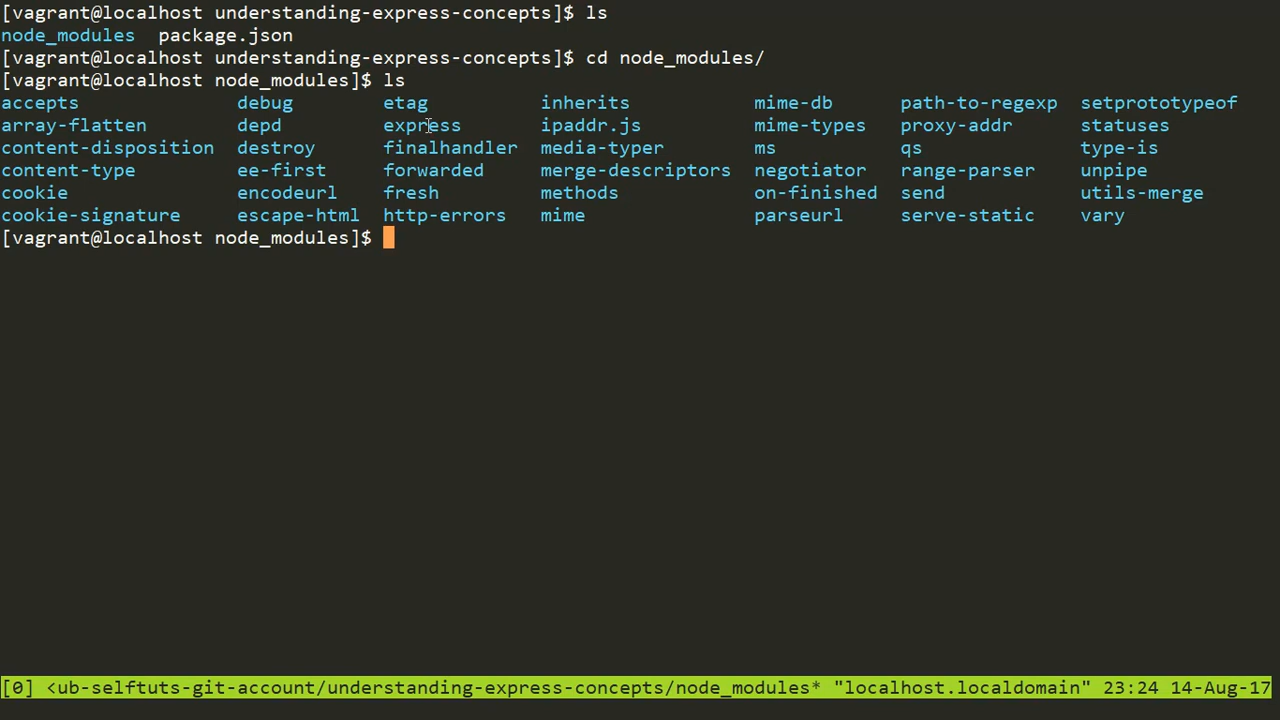 [vagrant@localhost understanding-express-concepts]$ ls
node_modules  package.json
[vagrant@localhost understanding-express-concepts]$ cd node_modules/
[vagrant@localhost node_modules]$ ls
accepts              debug        etag          inherits           mime-db       path-to-regexp  setprototypeof
array-flatten        depd         express       ipaddr.js          mime-types    proxy-addr      statuses
content-disposition  destroy      finalhandler  media-typer        ms            qs              type-is
content-type         ee-first     forwarded     merge-descriptors  negotiator    range-parser    unpipe
cookie               encodeurl    fresh         methods            on-finished   send            utils-merge
cookie-signature     escape-html  http-errors   mime               parseurl      serve-static    vary
[vagrant@localhost node_modules]$
[0] <ub-selftuts-git-account/understanding-express-concepts/node_modules* "localhost.localdomain" 23:24 14-Aug-17